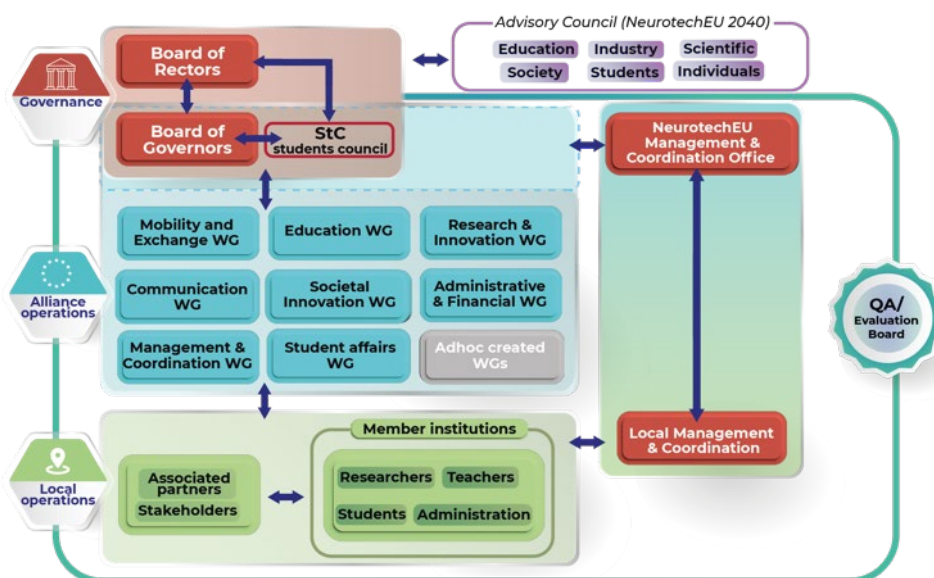 Advisory Council (NeurotechEU 2040)
Education
Industry
Scientific
Society
Students
Individuals
Governance
Board of
Rectors
Board of
Governors
StC
students council
NeurotechEU
Management &
Coordination Office
Alliance
operations
Mobility and
Exchange WG
Education WG
Research &
Innovation WG
Communication
WG
Societal
Innovation WG
Administrative
& Financial WG
Management &
Coordination WG
Student affairs
WG
Adhoc created
WGs
QA/
Evaluation
Board
Local
operations
Associated
partners
Stakeholders
Member institutions
Researchers
Teachers
Students
Administration
Local Management
& Coordination